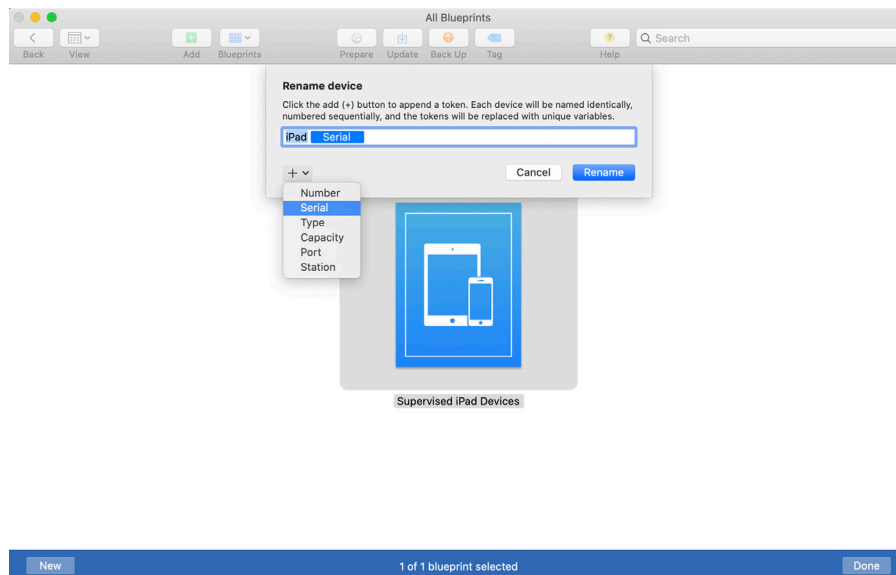 All Blueprints
Search
Back View Add Blueprints Prepare Update Back Up Tag Help
Rename device
Click the add (+) button to append a token. Each device will be named identically,
numbered sequentially, and the tokens will be replaced with unique variables.
iPad Serial
Cancel Rename
Number
Serial
Type
Capacity
Port
Station
Supervised iPad Devices
New 1 of 1 blueprint selected Done